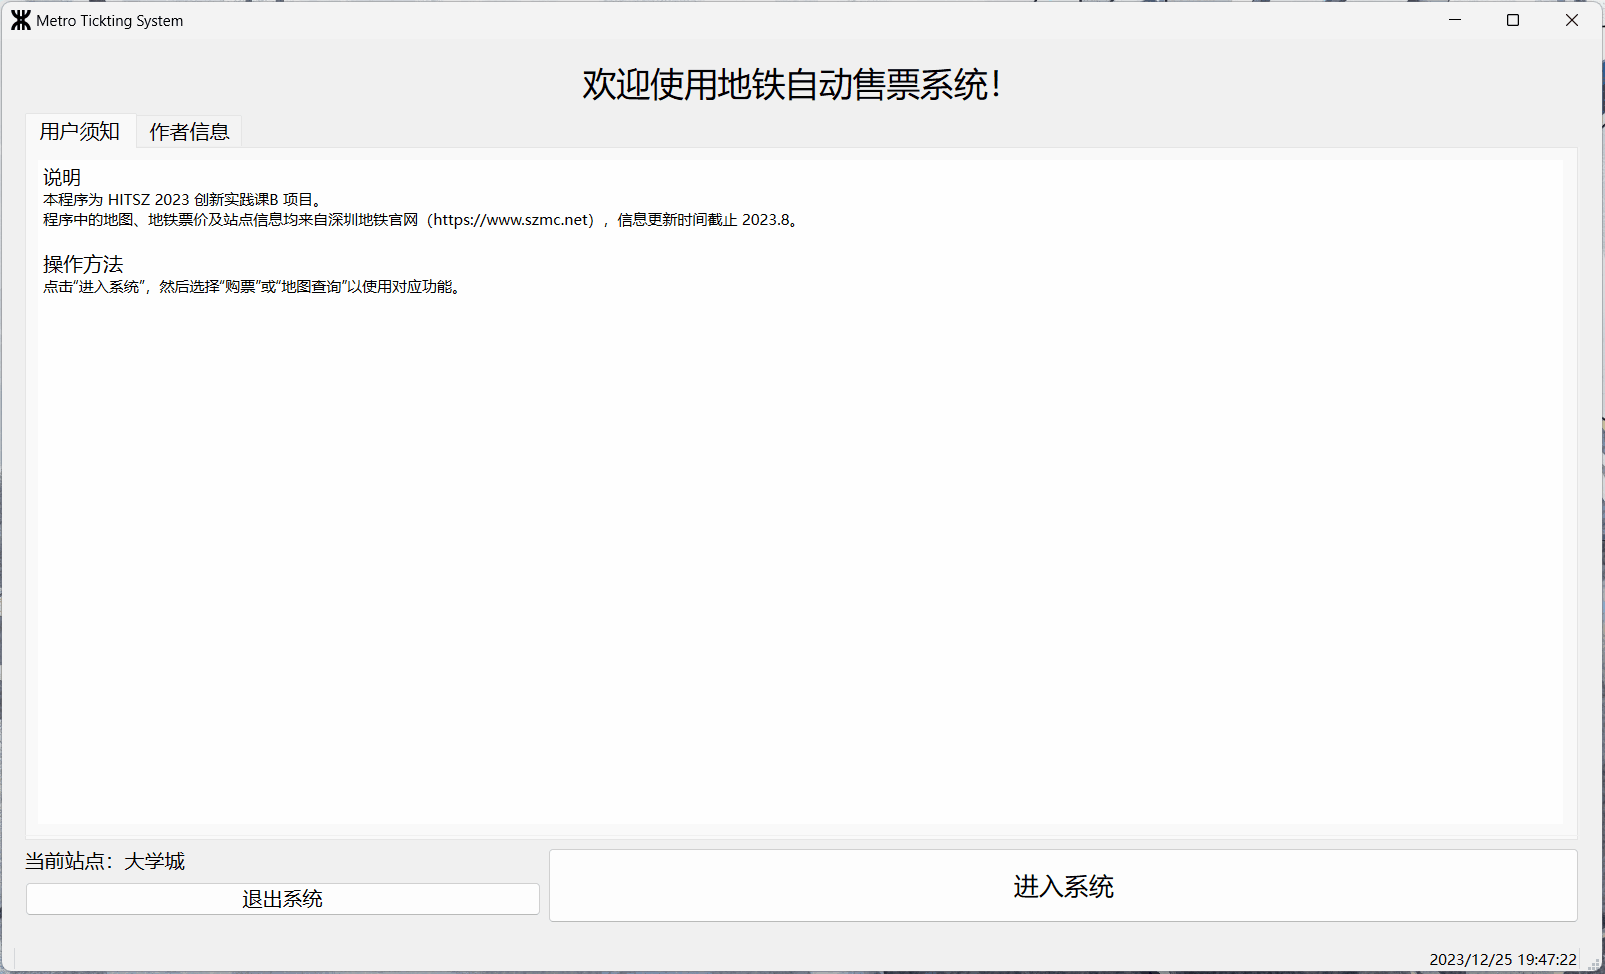 Metro Tickting System
欢迎使用地铁自动售票系统！
用户须知 作者信息
说明
本程序为 HITSZ 2023 创新实践课B 项目。
程序中的地图、地铁票价及站点信息均来自深圳地铁官网（https://www.szmc.net），信息更新时间截止 2023.8。
操作方法
点击“进入系统”，然后选择“购票”或“地图查询”以使用对应功能。
当前站点：大学城
退出系统
进入系统
2023/12/25 19:47:22